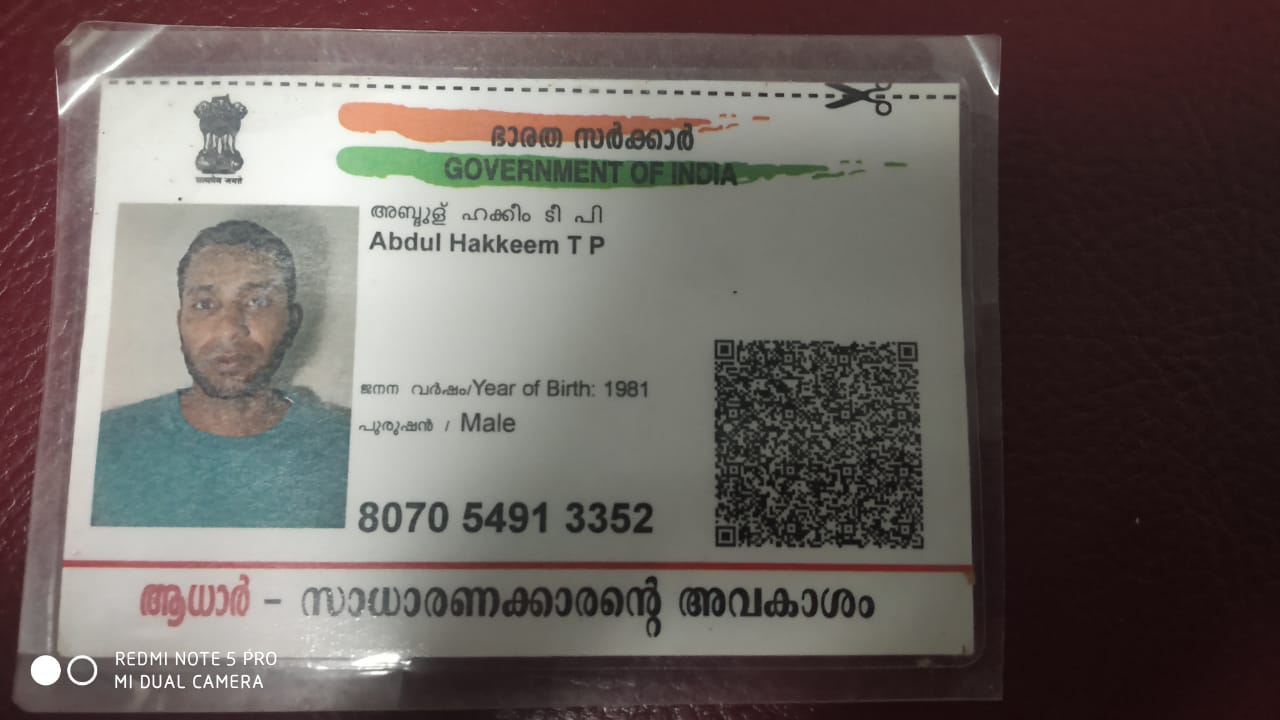 ഭാരത സർക്കാർ
GOVERNMENT OF INDIA
सत्यमेव जयते
അബ്ദുള് ഹക്കീം ടീ പി
Abdul Hakkeem T P
ജനന വർഷം/Year of Birth: 1981
പുരുഷൻ / Male
8070 5491 3352
ആധാർ - സാധാരണക്കാരന്റെ അവകാശം
REDMI NOTE 5 PRO
MI DUAL CAMERA